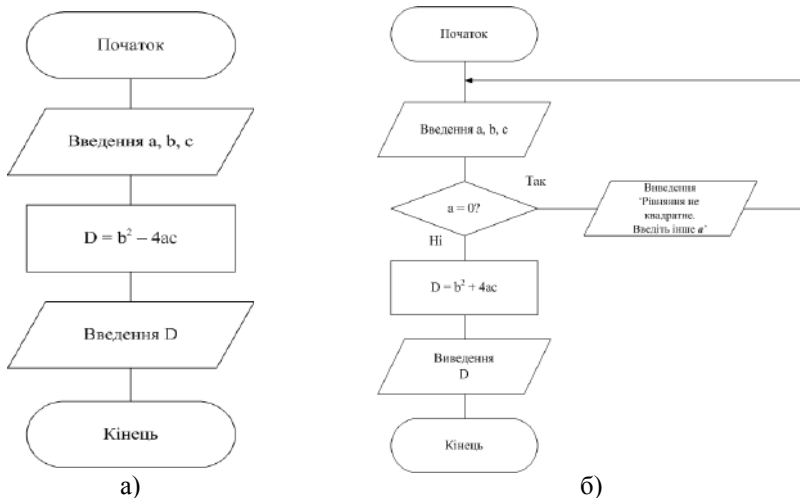 Початок
Введення a, b, c
D = b² – 4ac
Введення D
Кінець
а)
Початок
Введення a, b, c
a = 0?
Так
Виведення
‘Рівняння не
квадратне.
Введіть інше a’
Ні
D = b² + 4ac
Виведення
D
Кінець
б)